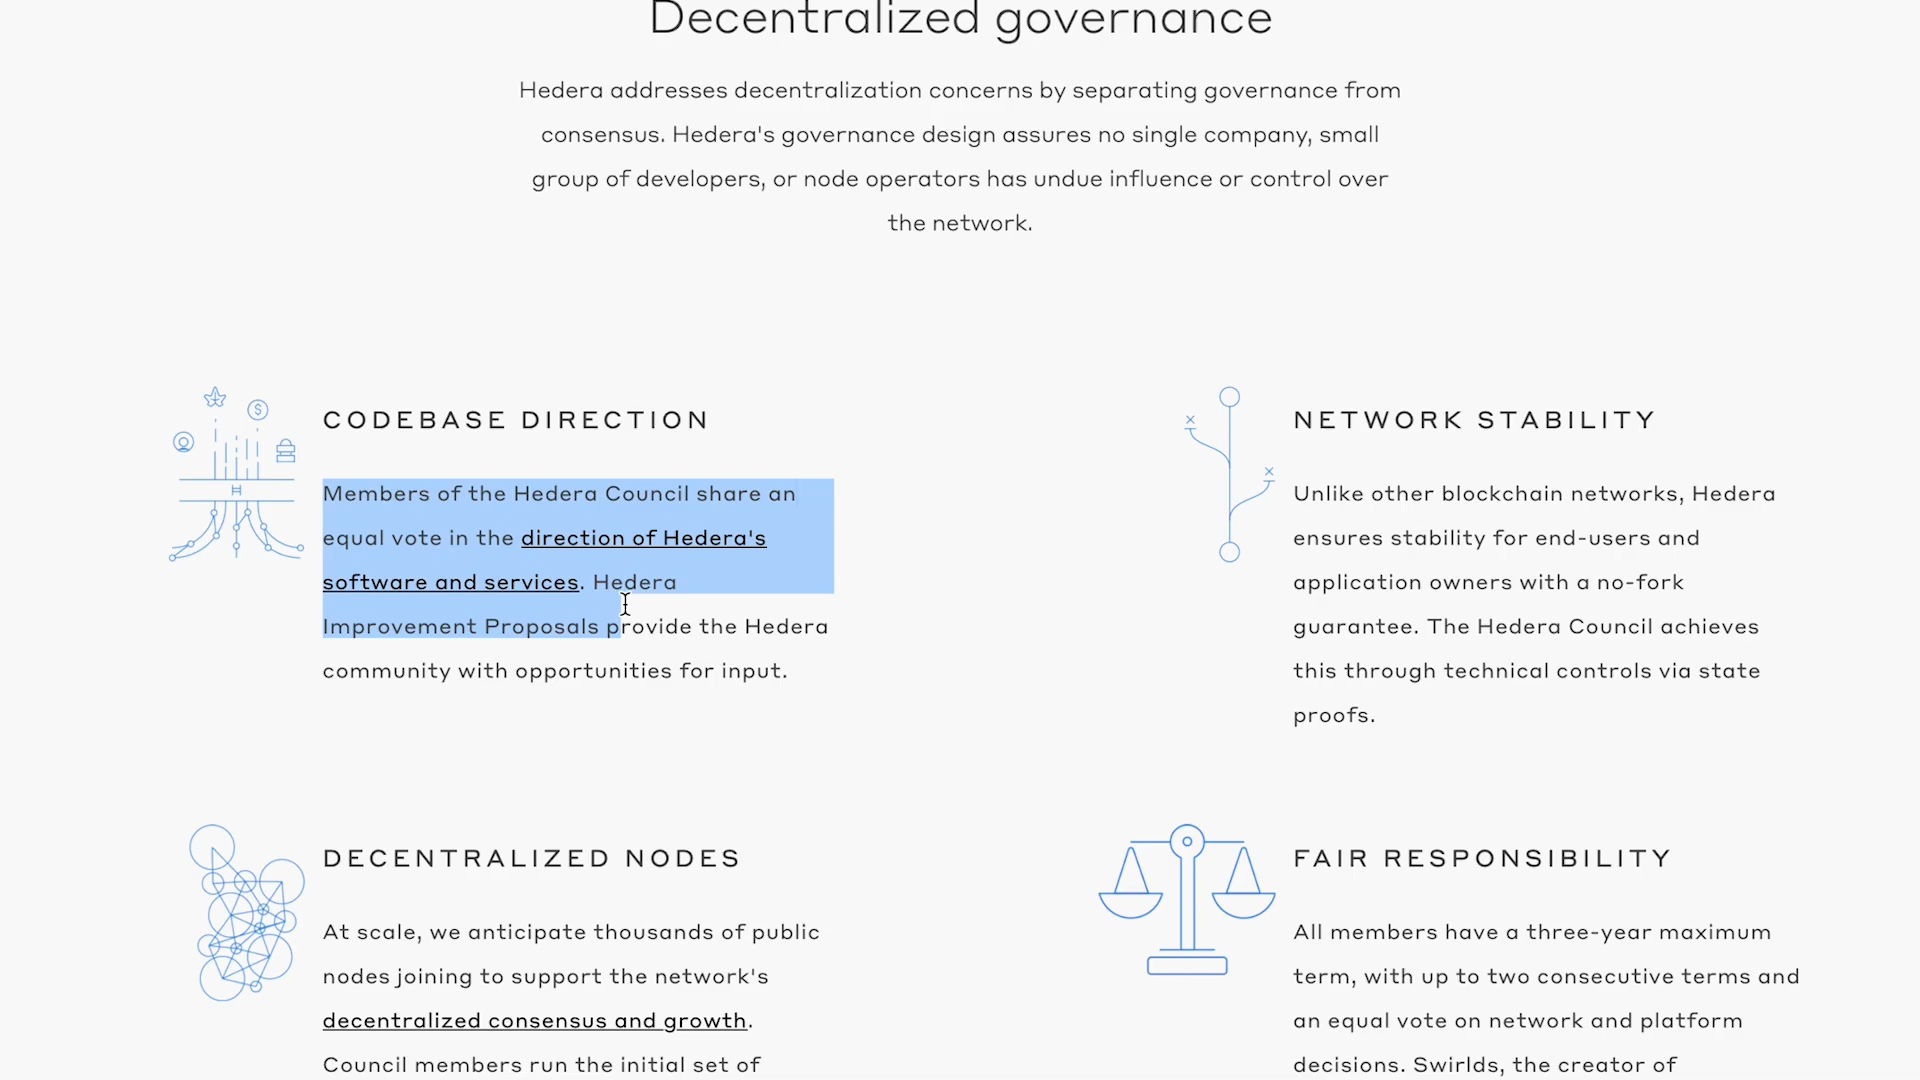 Decentralized governance
Hedera addresses decentralization concerns by separating governance from
consensus. Hedera's governance design assures no single company, small
group of developers, or node operators has undue influence or control over
the network.
CODEBASE DIRECTION
Members of the Hedera Council share an
equal vote in the direction of Hedera's
software and services. Hedera
Improvement Proposals provide the Hedera
community with opportunities for input.
NETWORK STABILITY
Unlike other blockchain networks, Hedera
ensures stability for end-users and
application owners with a no-fork
guarantee. The Hedera Council achieves
this through technical controls via state
proofs.
DECENTRALIZED NODES
At scale, we anticipate thousands of public
nodes joining to support the network's
decentralized consensus and growth.
Council members run the initial set of
FAIR RESPONSIBILITY
All members have a three-year maximum
term, with up to two consecutive terms and
an equal vote on network and platform
decisions. Swirlds, the creator of